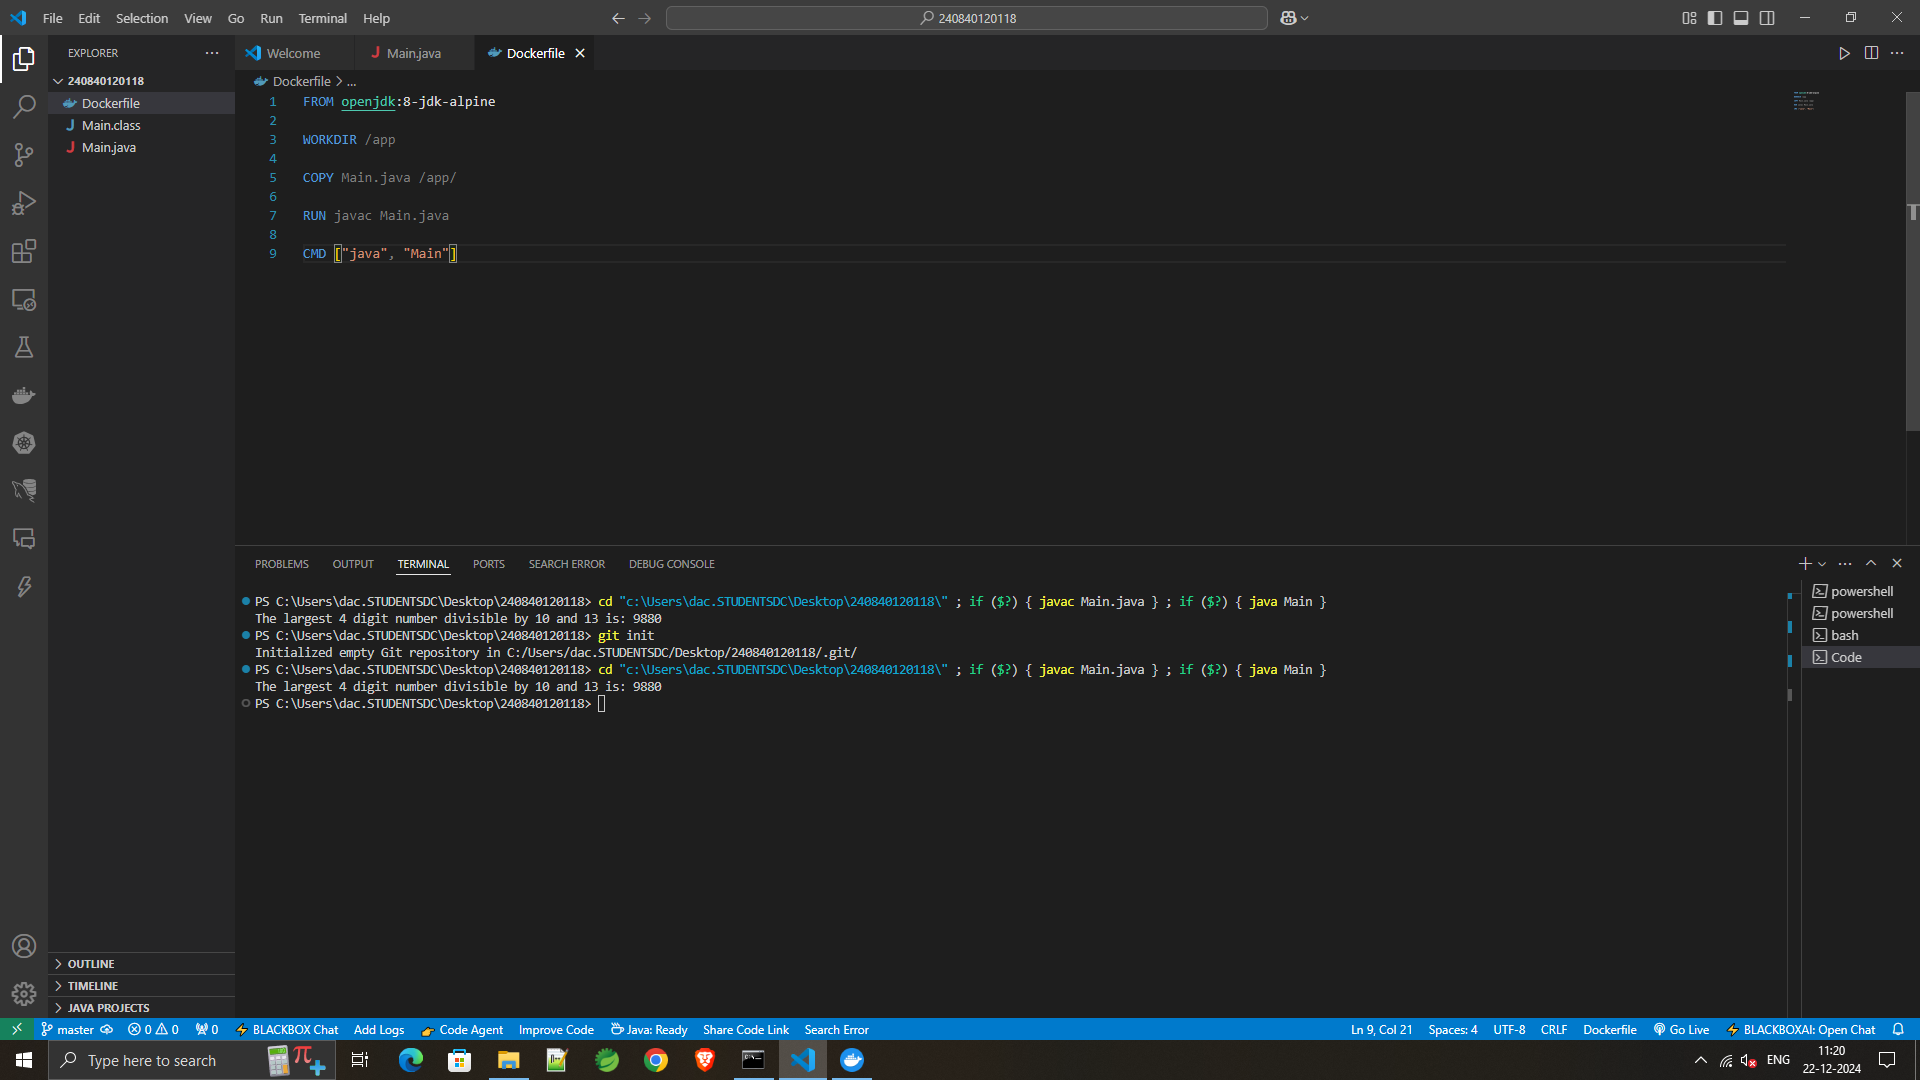 File Edit Selection View Go Run Terminal Help
240840120118
EXPLORER
240840120118
Dockerfile
Main.class
Main.java
OUTLINE
TIMELINE
JAVA PROJECTS
Welcome Main.java Dockerfile
Dockerfile > ...
1 FROM openjdk:8-jdk-alpine
2
3 WORKDIR /app
4
5 COPY Main.java /app/
6
7 RUN javac Main.java
8
9 CMD ["java", "Main"]
PROBLEMS OUTPUT TERMINAL PORTS SEARCH ERROR DEBUG CONSOLE
PS C:\Users\dac.STUDENTSDC\Desktop\240840120118> cd "c:\Users\dac.STUDENTSDC\Desktop\240840120118\" ; if ($?) { javac Main.java } ; if ($?) { java Main }
The largest 4 digit number divisible by 10 and 13 is: 9880
PS C:\Users\dac.STUDENTSDC\Desktop\240840120118> git init
Initialized empty Git repository in C:/Users/dac.STUDENTSDC/Desktop/240840120118/.git/
PS C:\Users\dac.STUDENTSDC\Desktop\240840120118> cd "c:\Users\dac.STUDENTSDC\Desktop\240840120118\" ; if ($?) { javac Main.java } ; if ($?) { java Main }
The largest 4 digit number divisible by 10 and 13 is: 9880
PS C:\Users\dac.STUDENTSDC\Desktop\240840120118>
powershell
powershell
bash
Code
master 0 0 0 BLACKBOX Chat Add Logs Code Agent Improve Code Java: Ready Share Code Link Search Error Ln 9, Col 21 Spaces: 4 UTF-8 CRLF Dockerfile Go Live BLACKBOXAI: Open Chat
Type here to search
ENG
11:20
22-12-2024